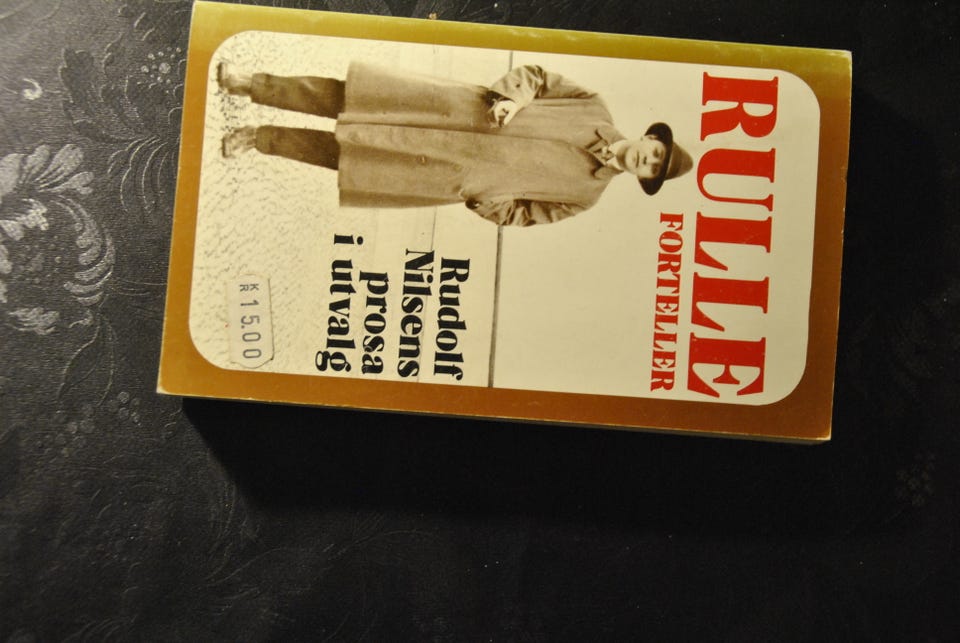 RULLE
FORTELLER
Rudolf
Nilsens
prosa
i utvalg
KR 15.00